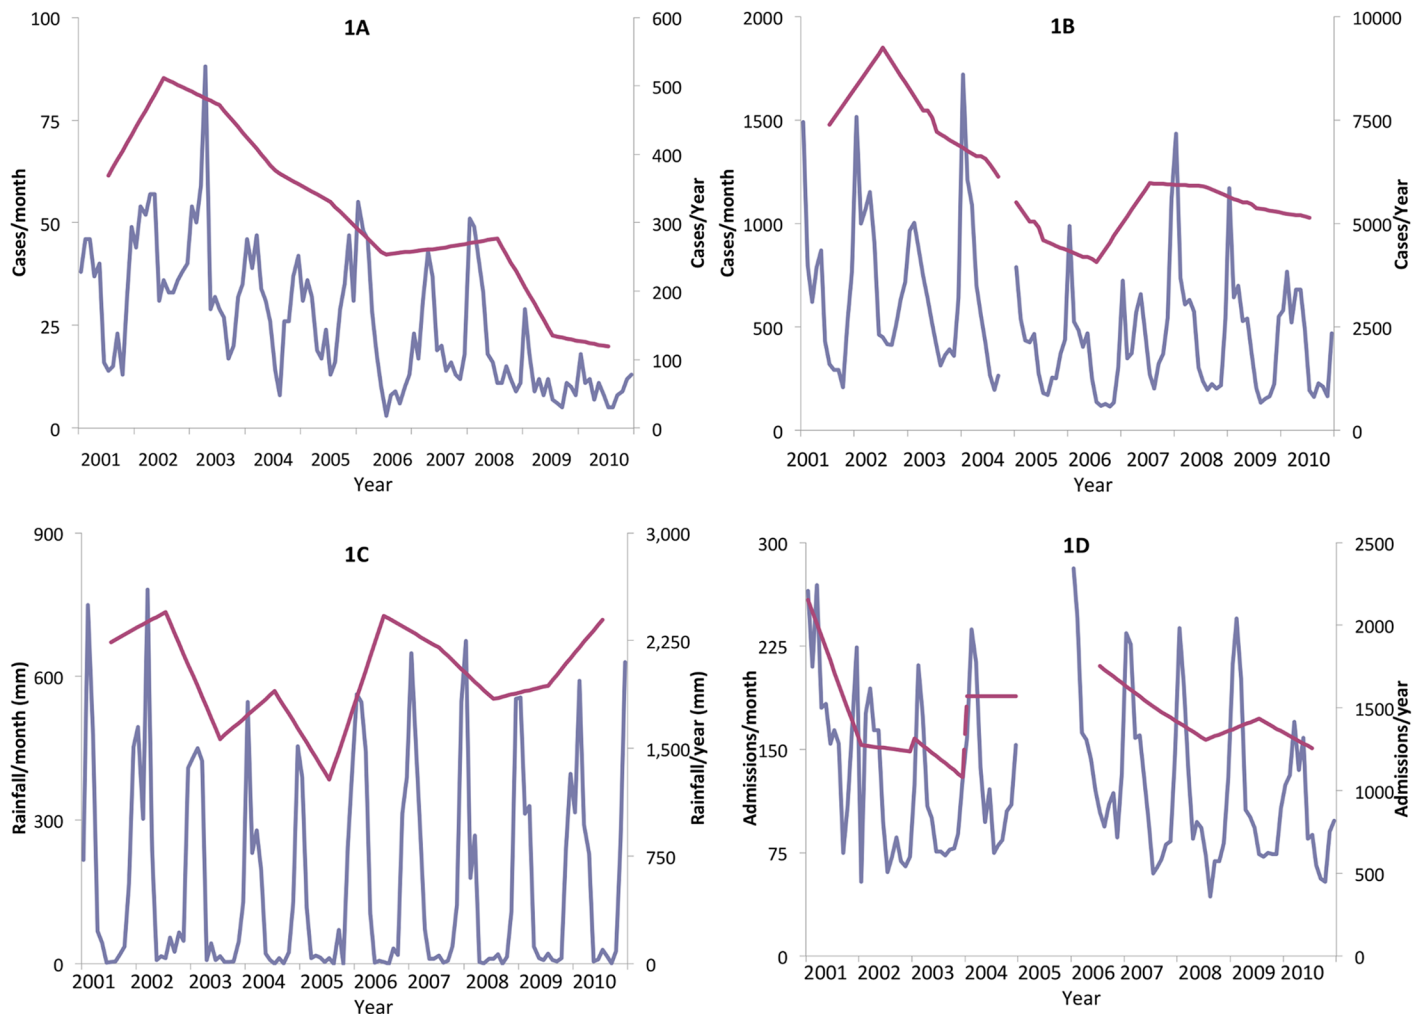 1A
100
75
50
25
0
600
500
400
300
200
100
0
Cases/month
Cases/Year
2001 2002 2003 2004 2005 2006 2007 2008 2009 2010
Year
1B
2000
1500
1000
500
0
10000
7500
5000
2500
0
Cases/month
Cases/Year
2001 2002 2003 2004 2005 2006 2007 2008 2009 2010
Year
1C
900
600
300
0
3,000
2,250
1,500
750
0
Rainfall/month (mm)
Rainfall/year (mm)
2001 2002 2003 2004 2005 2006 2007 2008 2009 2010
Year
1D
300
225
150
75
0
2500
2000
1500
1000
500
0
Admissions/month
Admissions/year
2001 2002 2003 2004 2005 2006 2007 2008 2009 2010
Year